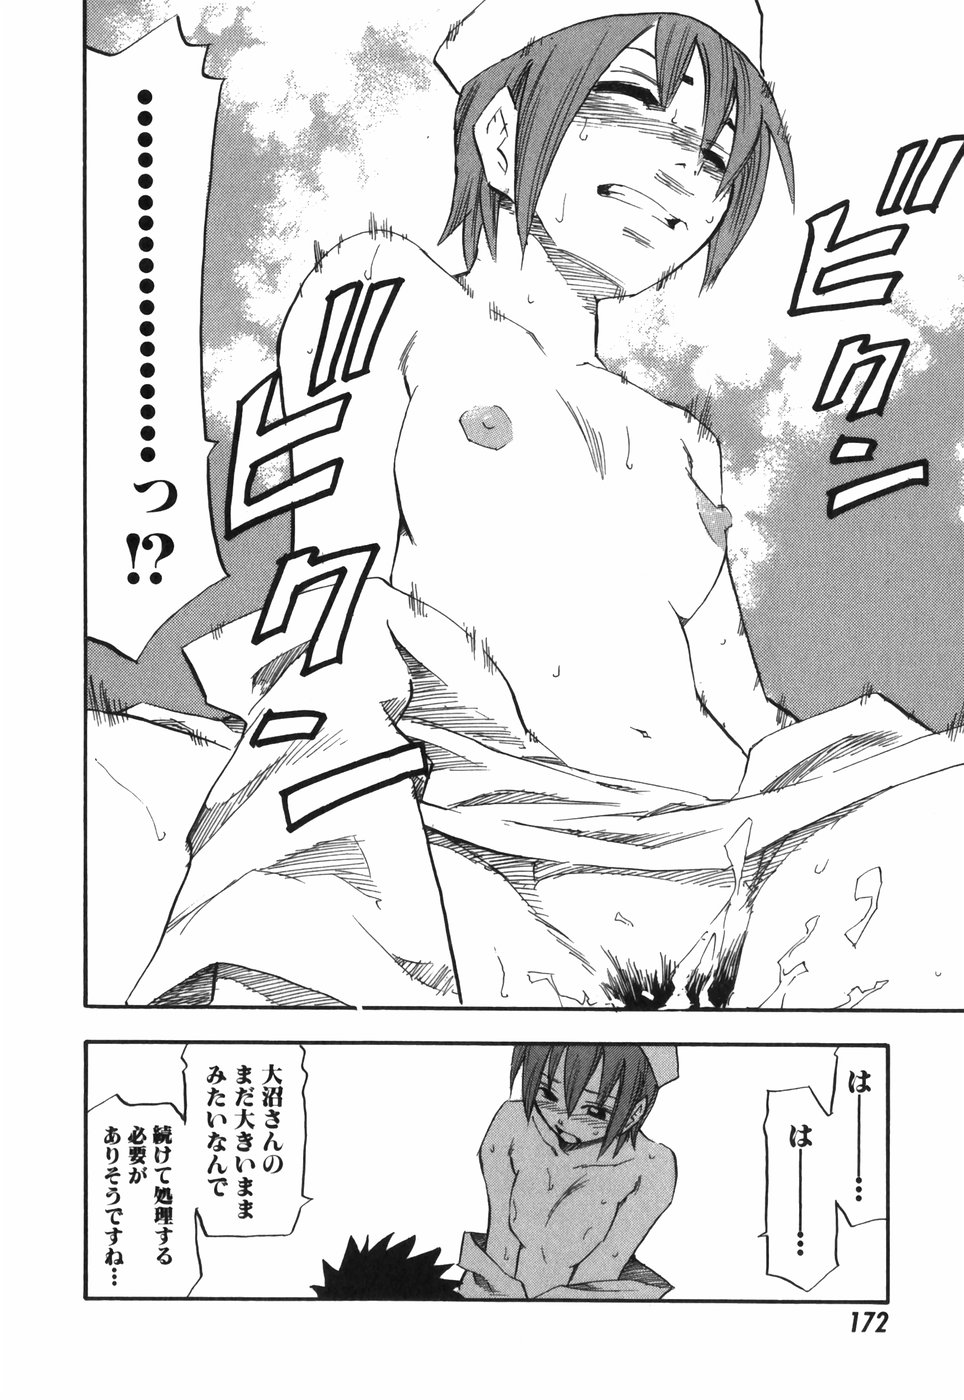 ビクンッ
ビクンッ
………………っ!?
は――…
は――…
大沼さんの
まだ大きいまま
みたいなんで
続けて処理する
必要が
ありそうですね…
172